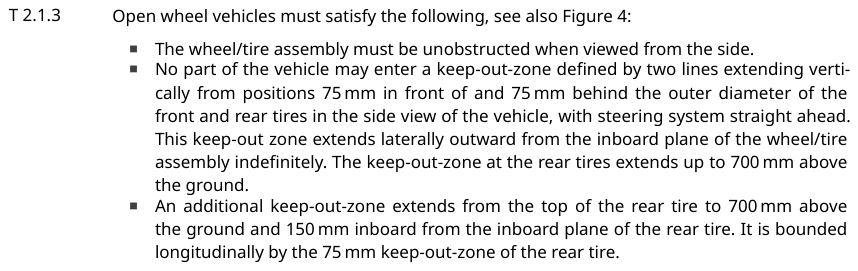 T 2.1.3 Open wheel vehicles must satisfy the following, see also Figure 4:
▪ The wheel/tire assembly must be unobstructed when viewed from the side.
▪ No part of the vehicle may enter a keep-out-zone defined by two lines extending verti-
cally from positions 75 mm in front of and 75 mm behind the outer diameter of the
front and rear tires in the side view of the vehicle, with steering system straight ahead.
This keep-out zone extends laterally outward from the inboard plane of the wheel/tire
assembly indefinitely. The keep-out-zone at the rear tires extends up to 700 mm above
the ground.
▪ An additional keep-out-zone extends from the top of the rear tire to 700 mm above
the ground and 150 mm inboard from the inboard plane of the rear tire. It is bounded
longitudinally by the 75 mm keep-out-zone of the rear tire.